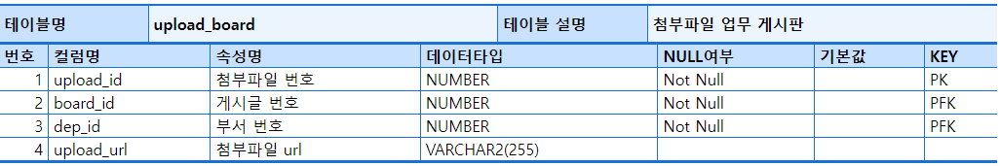 테이블명 upload_board 테이블 설명 첨부파일 업무 게시판
번호 컬럼명 속성명 데이터타입 NULL여부 기본값 KEY
1 upload_id 첨부파일 번호 NUMBER Not Null PK
2 board_id 게시글 번호 NUMBER Not Null PFK
3 dep_id 부서 번호 NUMBER Not Null PFK
4 upload_url 첨부파일 url VARCHAR2(255)